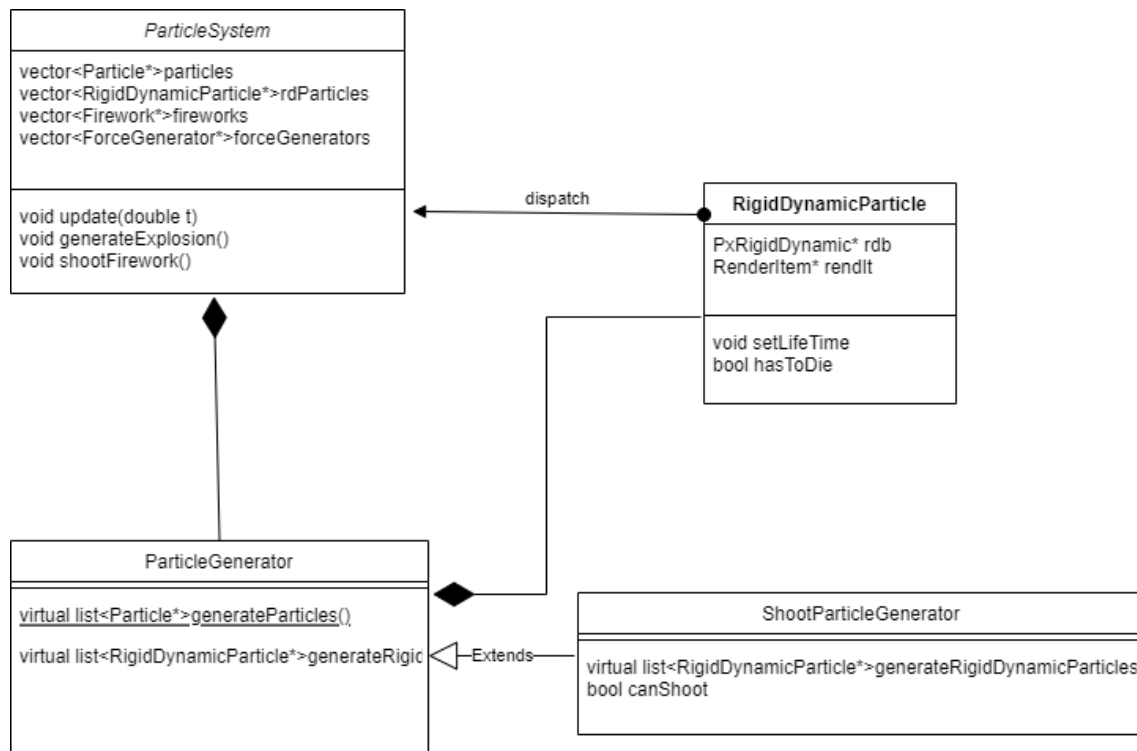 ParticleSystem
vector<Particle*>particles
vector<RigidDynamicParticle*>rdParticles
vector<Firework*>fireworks
vector<ForceGenerator*>forceGenerators
void update(double t)
void generateExplosion()
void shootFirework()
dispatch
RigidDynamicParticle
PxRigidDynamic* rdb
RenderItem* rendIt
void setLifeTime
bool hasToDie
ParticleGenerator
virtual list<Particle*>generateParticles()
virtual list<RigidDynamicParticle*>generateRigid
Extends
ShootParticleGenerator
virtual list<RigidDynamicParticle*>generateRigidDynamicParticles
bool canShoot